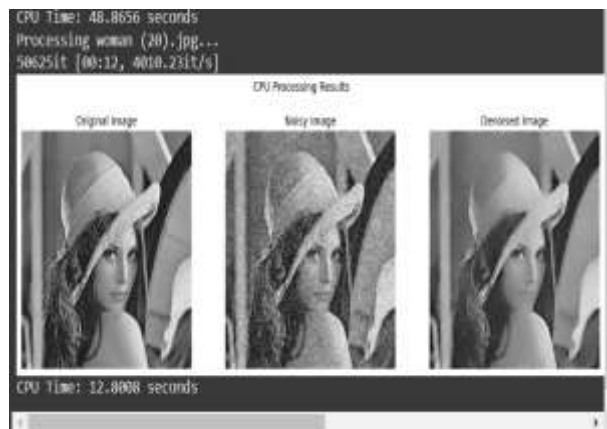 CPU Time: 48.8656 seconds
Processing woman (20).jpg...
50625it [00:12, 4010.23it/s]
CPU Processing Results
Original Image
Noisy Image
Denoised Image
CPU Time: 12.8008 seconds